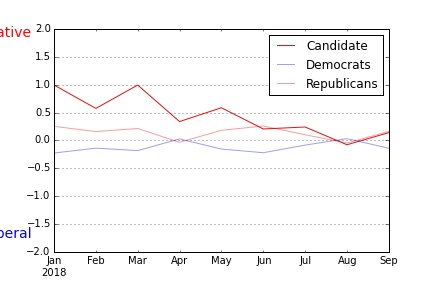 2.0
ative
1.5
1.0
0.5
0.0
−0.5
−1.0
−1.5
beral
−2.0
Candidate
Democrats
Republicans
Jan Feb Mar Apr May Jun Jul Aug Sep
2018